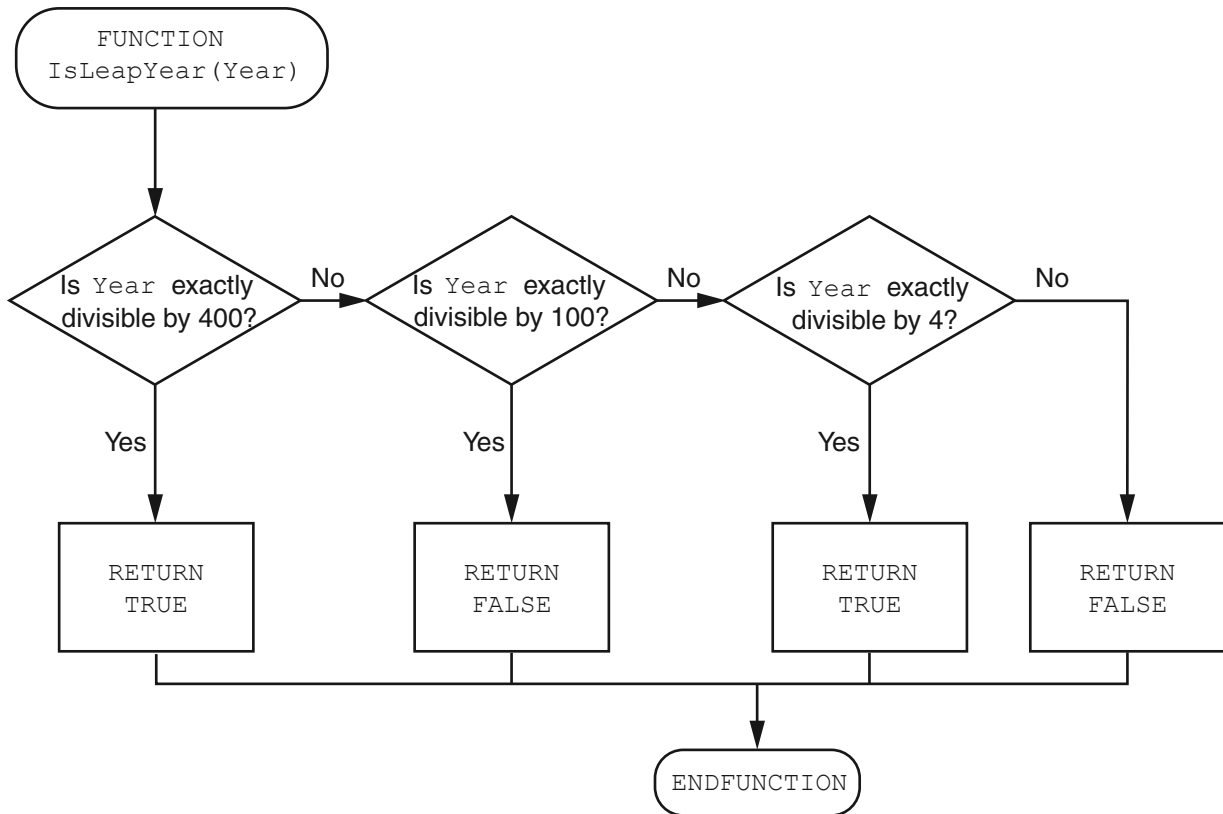 FUNCTION
IsLeapYear(Year)
Is Year exactly
divisible by 400?
No
Is Year exactly
divisible by 100?
No
Is Year exactly
divisible by 4?
No
Yes
Yes
Yes
RETURN
TRUE
RETURN
FALSE
RETURN
TRUE
RETURN
FALSE
ENDFUNCTION